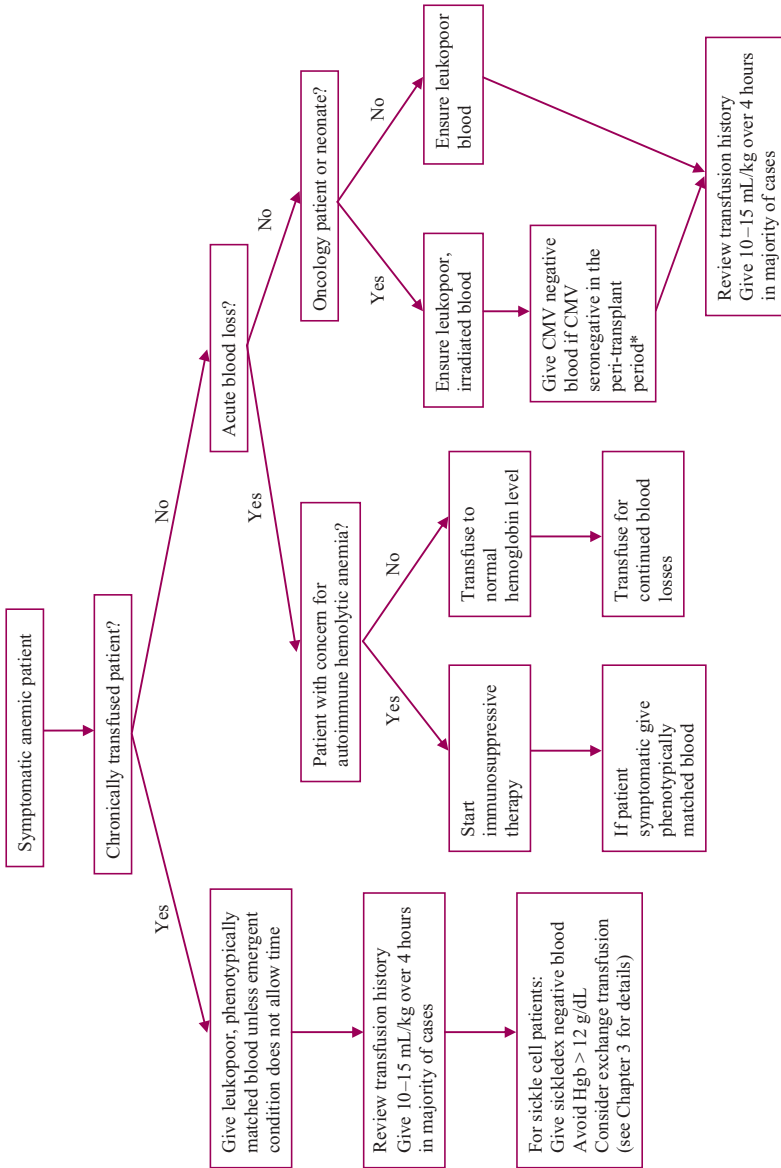 Symptomatic anemic patient
Chronically transfused patient?
Yes
No
Give leukopoor, phenotypically
matched blood unless emergent
condition does not allow time
Review transfusion history
Give 10–15 mL/kg over 4 hours
in majority of cases
For sickle cell patients:
Give sickledex negative blood
Avoid Hgb > 12 g/dL
Consider exchange transfusion
(see Chapter 3 for details)
Acute blood loss?
Yes
No
Patient with concern for
autoimmune hemolytic anemia?
Yes
No
Start
immunosuppressive
therapy
If patient
symptomatic give
phenotypically
matched blood
Transfuse to
normal
hemoglobin level
Transfuse for
continued blood
losses
Oncology patient or neonate?
Yes
No
Ensure leukopoor,
irradiated blood
Give CMV negative
blood if CMV
seronegative in the
peri-transplant
period*
Ensure leukopoor
blood
Review transfusion history
Give 10–15 mL/kg over 4 hours
in majority of cases